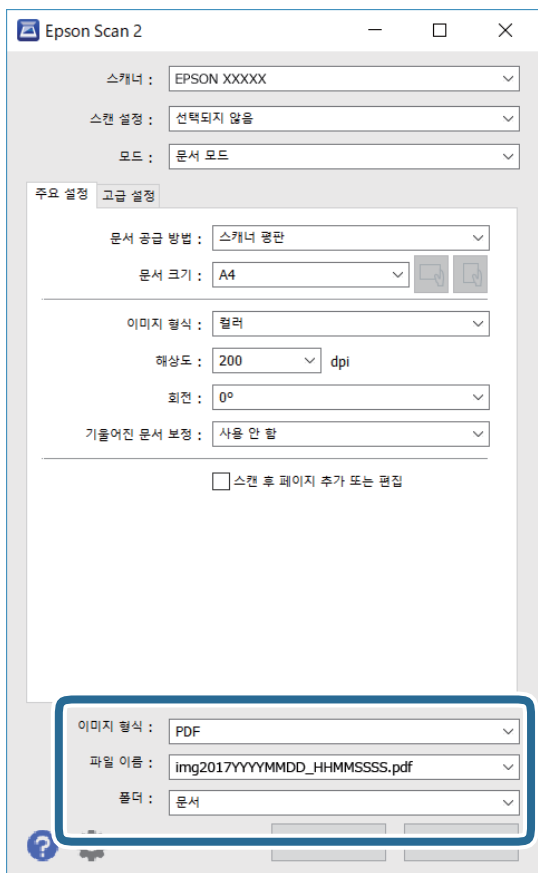 Epson Scan 2
스캐너 : EPSON XXXXX
스캔 설정 : 선택되지 않음
모드 : 문서 모드
주요 설정 고급 설정
문서 공급 방법 : 스캐너 평판
문서 크기 : A4
이미지 형식 : 컬러
해상도 : 200 dpi
회전 : 0º
기울어진 문서 보정 : 사용 안 함
스캔 후 페이지 추가 또는 편집
이미지 형식 : PDF
파일 이름 : img2017YYYYMMDD_HHMMSSSS.pdf
폴더 : 문서
?